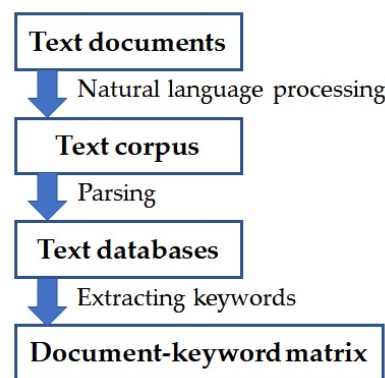 Text documents
Natural language processing
Text corpus
Parsing
Text databases
Extracting keywords
Document-keyword matrix